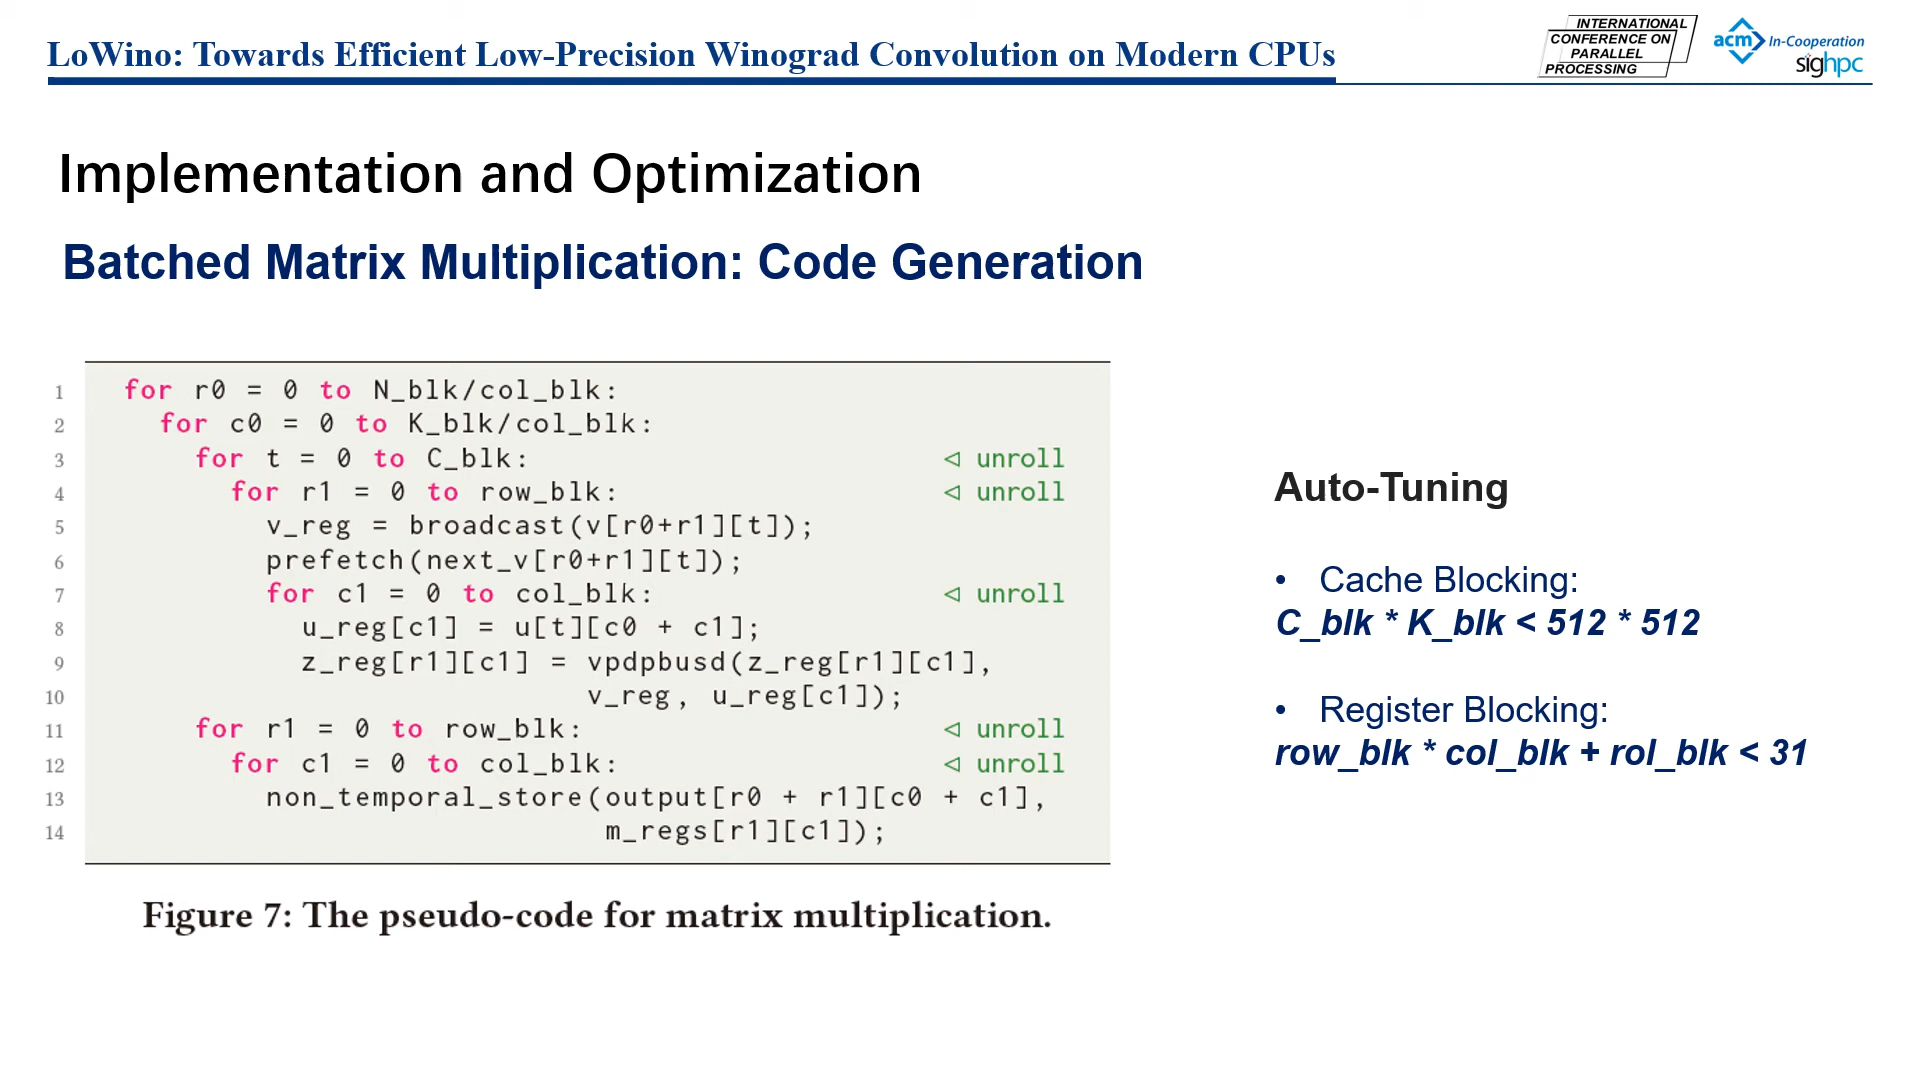 LoWino: Towards Efficient Low-Precision Winograd Convolution on Modern CPUs
INTERNATIONAL
CONFERENCE ON
PARALLEL
PROCESSING
acm In-Cooperation
sighpc
Implementation and Optimization
Batched Matrix Multiplication: Code Generation
1 for r0 = 0 to N_blk/col_blk:
2 for c0 = 0 to K_blk/col_blk:
3 for t = 0 to C_blk: ◁ unroll
4 for r1 = 0 to row_blk: ◁ unroll
5 v_reg = broadcast(v[r0+r1][t]);
6 prefetch(next_v[r0+r1][t]);
7 for c1 = 0 to col_blk: ◁ unroll
8 u_reg[c1] = u[t][c0 + c1];
9 z_reg[r1][c1] = vpdpbusd(z_reg[r1][c1],
10 v_reg, u_reg[c1]);
11 for r1 = 0 to row_blk: ◁ unroll
12 for c1 = 0 to col_blk: ◁ unroll
13 non_temporal_store(output[r0 + r1][c0 + c1],
14 m_regs[r1][c1]);
Figure 7: The pseudo-code for matrix multiplication.
Auto-Tuning
• Cache Blocking:
C_blk * K_blk < 512 * 512
• Register Blocking:
row_blk * col_blk + rol_blk < 31